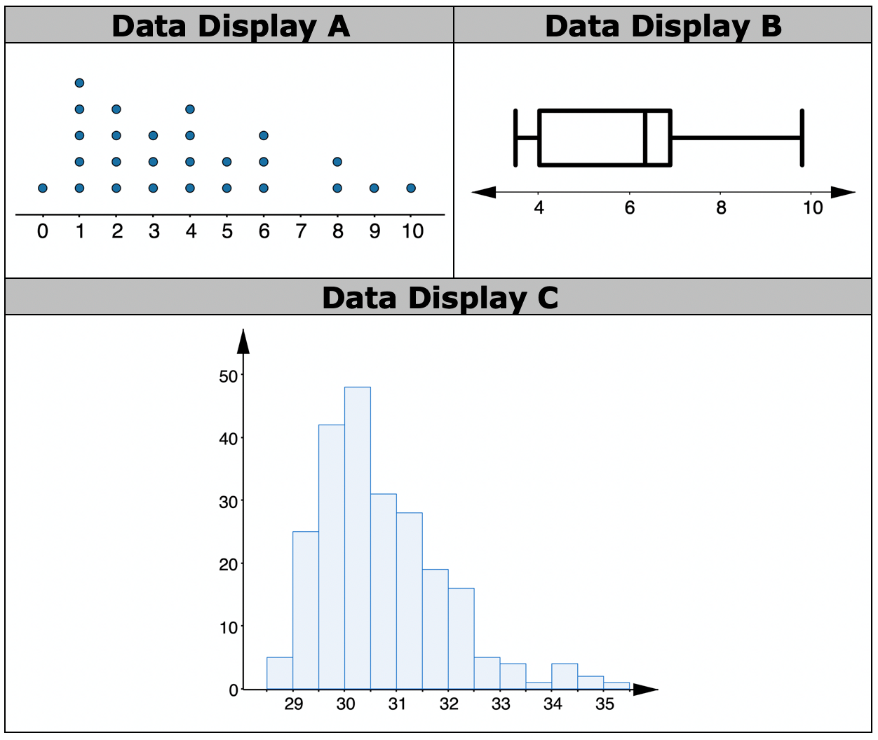 Data Display A
Data Display B
0 1 2 3 4 5 6 7 8 9 10
4 6 8 10
Data Display C
50
40
30
20
10
0
29 30 31 32 33 34 35